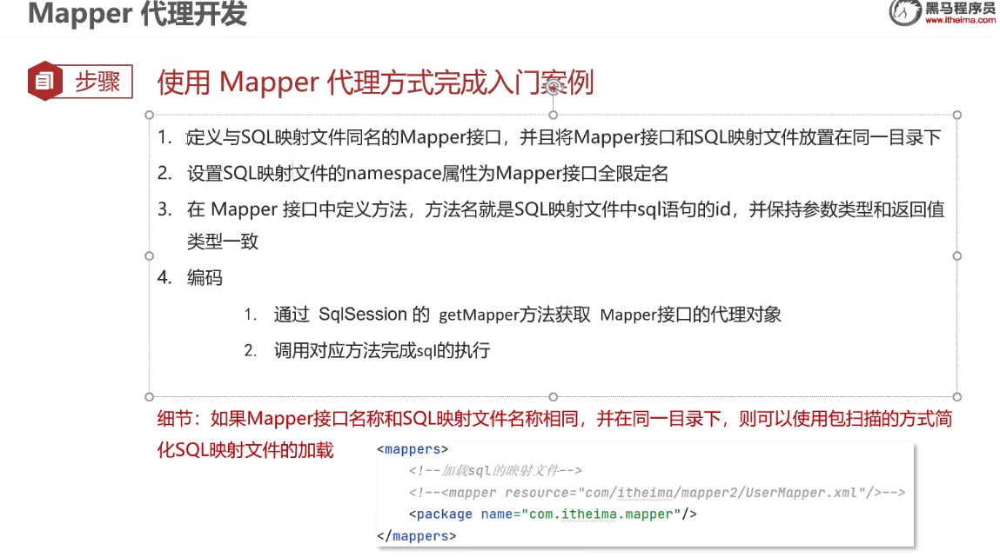 Mapper 代理开发
黑马程序员
www.itheima.com
步骤
使用 Mapper 代理方式完成入门案例
1. 定义与SQL映射文件同名的Mapper接口，并且将Mapper接口和SQL映射文件放置在同一目录下
2. 设置SQL映射文件的namespace属性为Mapper接口全限定名
3. 在 Mapper 接口中定义方法，方法名就是SQL映射文件中sql语句的id，并保持参数类型和返回值
类型一致
4. 编码
1. 通过 SqlSession 的 getMapper方法获取 Mapper接口的代理对象
2. 调用对应方法完成sql的执行
细节：如果Mapper接口名称和SQL映射文件名称相同，并在同一目录下，则可以使用包扫描的方式简
化SQL映射文件的加载
<mappers>
<!--加载sql的映射文件-->
<!--<mapper resource="com/itheima/mapper2/UserMapper.xml"/>-->
<package name="com.itheima.mapper"/>
</mappers>